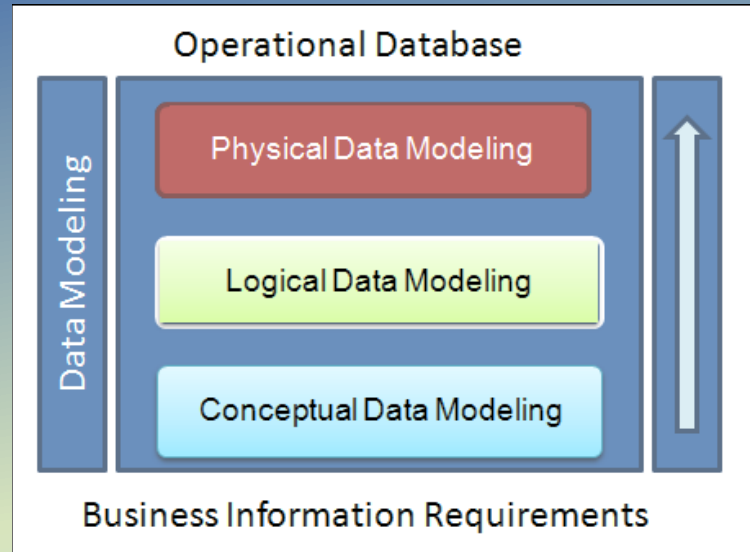 Operational Database
Data Modeling
Physical Data Modeling
Logical Data Modeling
Conceptual Data Modeling
Business Information Requirements